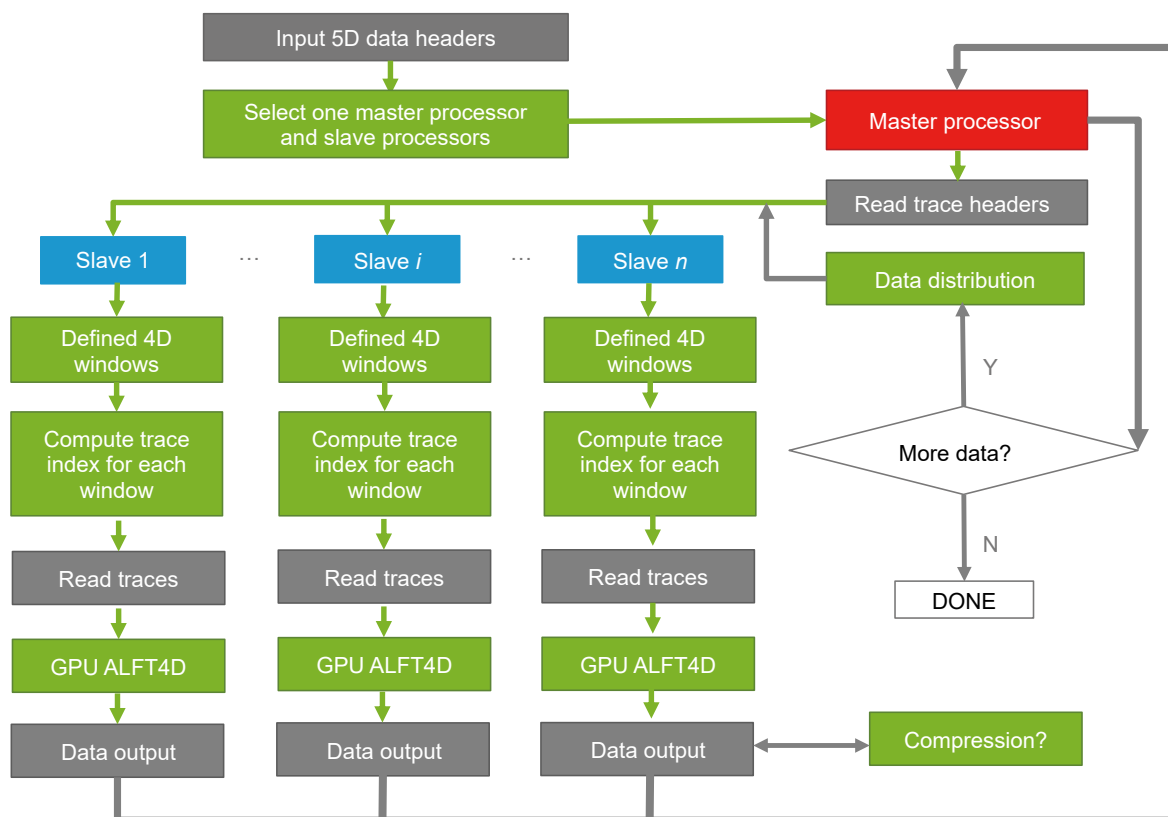 Input 5D data headers
Select one master processor
and slave processors
Master processor
Read trace headers
Slave 1
...
Slave i
...
Slave n
Data distribution
Defined 4D
windows
Defined 4D
windows
Defined 4D
windows
Y
Compute trace
index for each
window
Compute trace
index for each
window
Compute trace
index for each
window
More data?
N
Read traces
Read traces
Read traces
DONE
GPU ALFT4D
GPU ALFT4D
GPU ALFT4D
Data output
Data output
Data output
Compression?